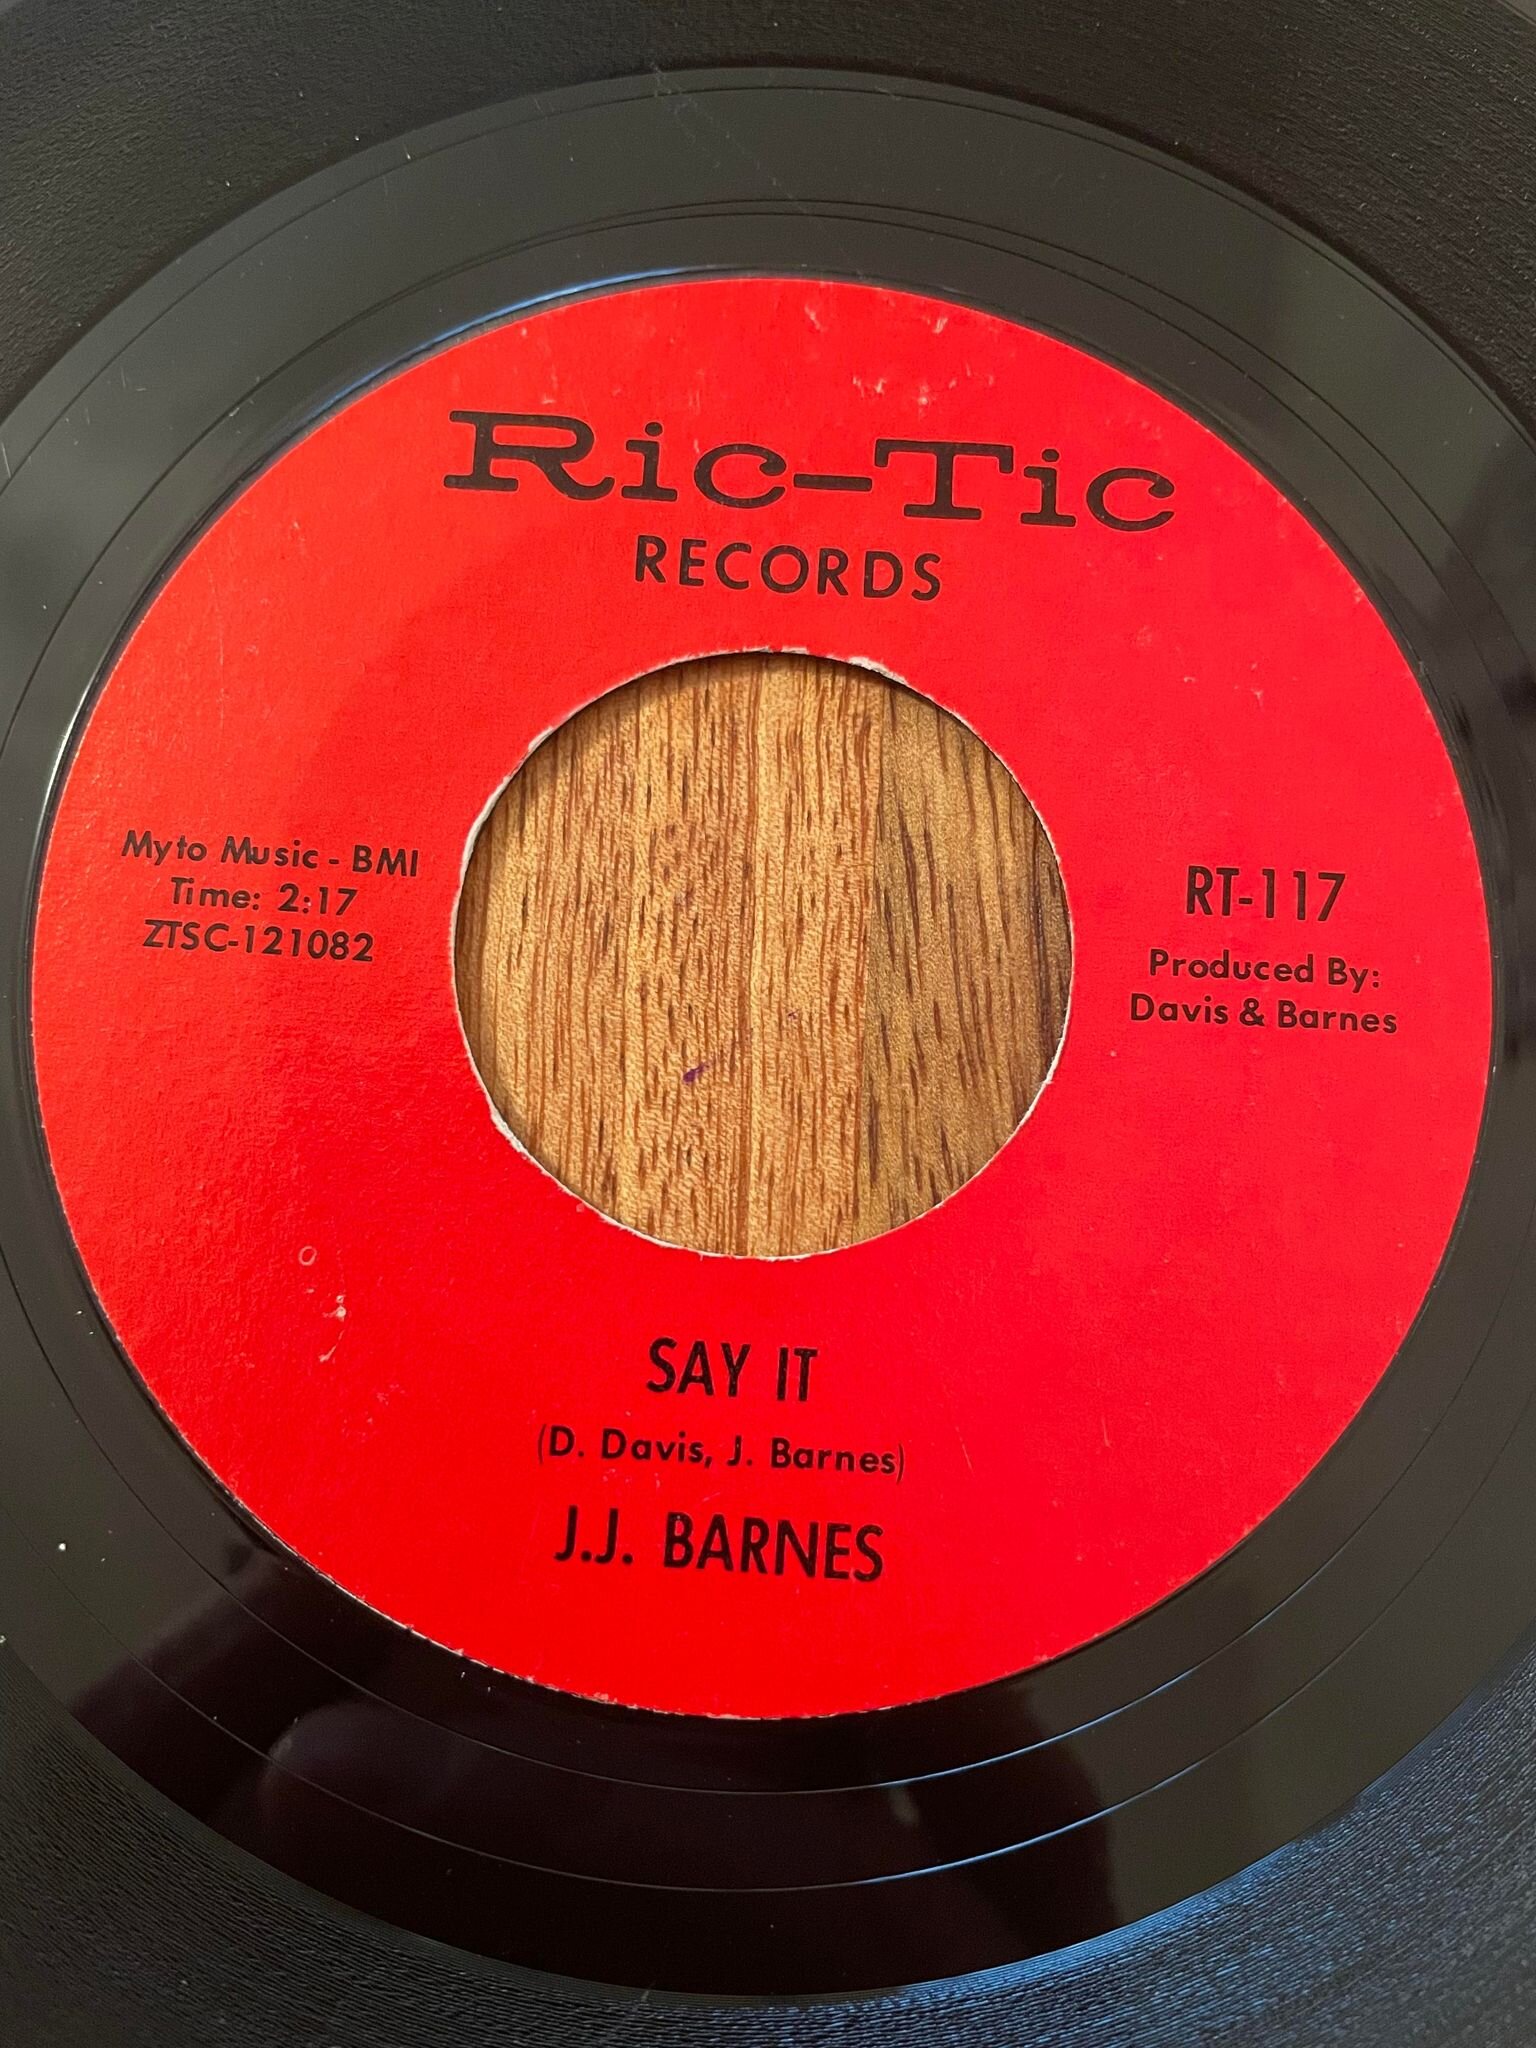 Ric-Tic
RECORDS
Myto Music - BMI
Time: 2:17
ZTSC-121082
RT-117
Produced By:
Davis & Barnes
SAY IT
(D. Davis, J. Barnes)
J.J. BARNES